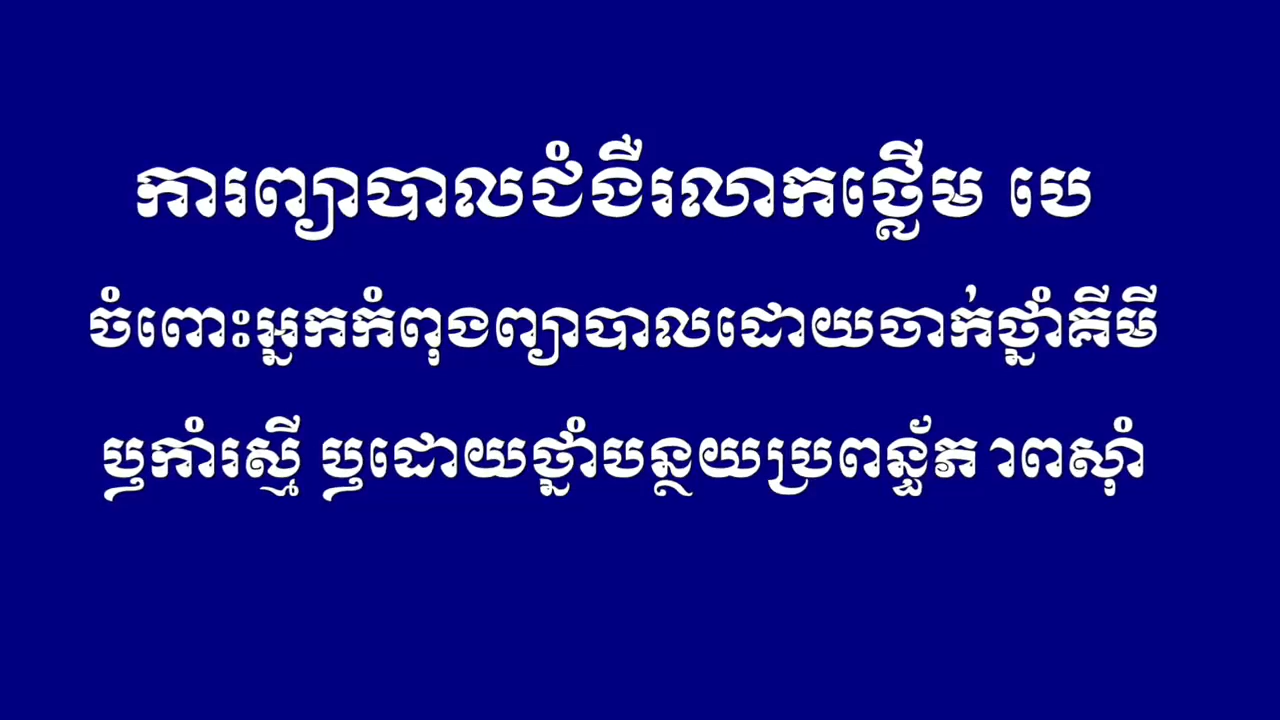 ការព្យាបាលជំងឺរលាកថ្លើម បេ
ចំពោះអ្នកកំពុងព្យាបាលដោយចាក់ថ្នាំគីមី
ឫកាំរស្មី ឫដោយថ្នាំបន្ថយប្រពន្ធ័ភាពស៊ាំ